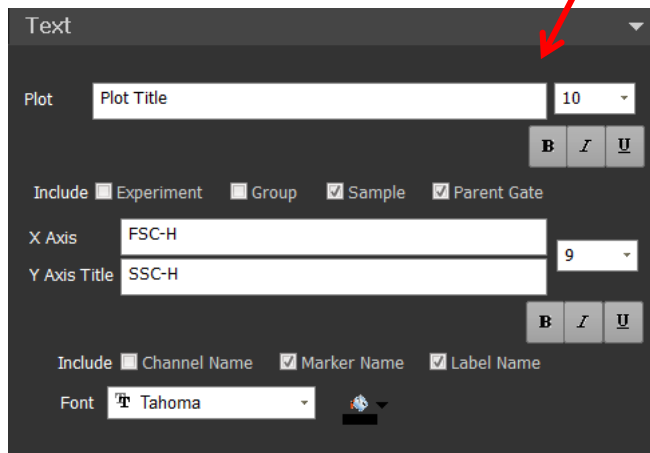 Text
Plot Plot Title 10
B I U
Include Experiment Group Sample Parent Gate
X Axis FSC-H
9
Y Axis Title SSC-H
B I U
Include Channel Name Marker Name Label Name
Font Tahoma